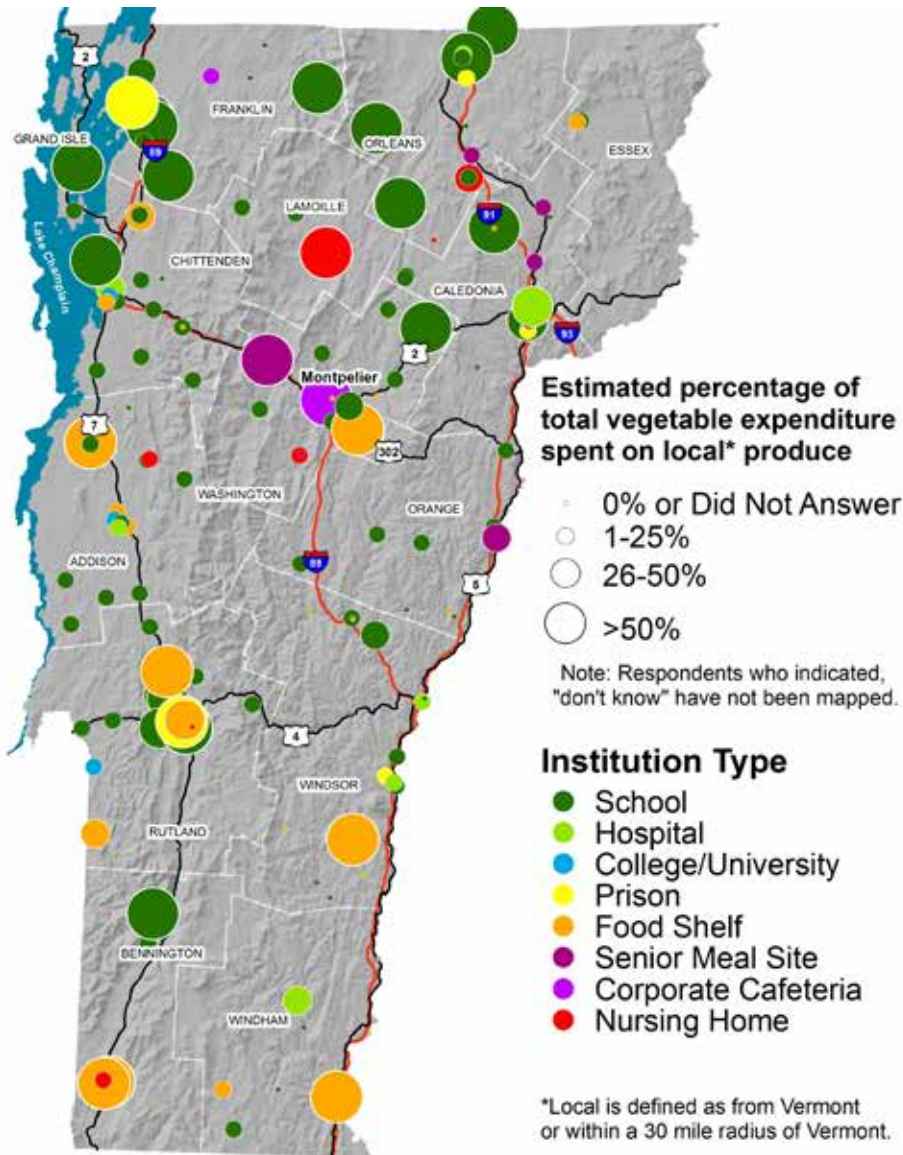 2
FRANKLIN
GRAND ISLE
89
ORLEANS
ESSEX
LAMOILLE
91
Lake Champlain
CHITTENDEN
CALEDONIA
93
2
Montpelier
7
302
WASHINGTON
ORANGE
ADDISON
89
5
4
WINDSOR
RUTLAND
BENNINGTON
WINDHAM
Estimated percentage of
total vegetable expenditure
spent on local* produce
0% or Did Not Answer
1-25%
26-50%
>50%
Note: Respondents who indicated,
"don't know" have not been mapped.
Institution Type
School
Hospital
College/University
Prison
Food Shelf
Senior Meal Site
Corporate Cafeteria
Nursing Home
*Local is defined as from Vermont
or within a 30 mile radius of Vermont.